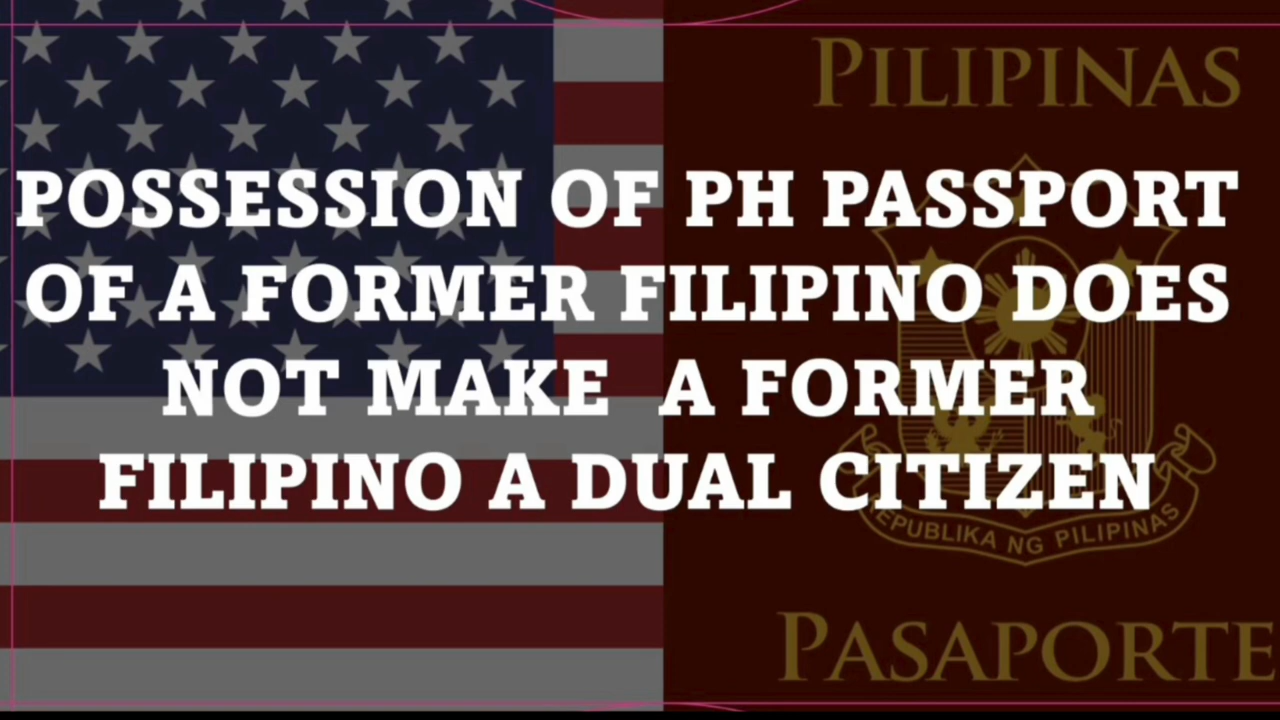 PILIPINAS
POSSESSION OF PH PASSPORT
OF A FORMER FILIPINO DOES
NOT MAKE A FORMER
FILIPINO A DUAL CITIZEN
REPUBLIKA NG PILIPINAS
PASAPORTE